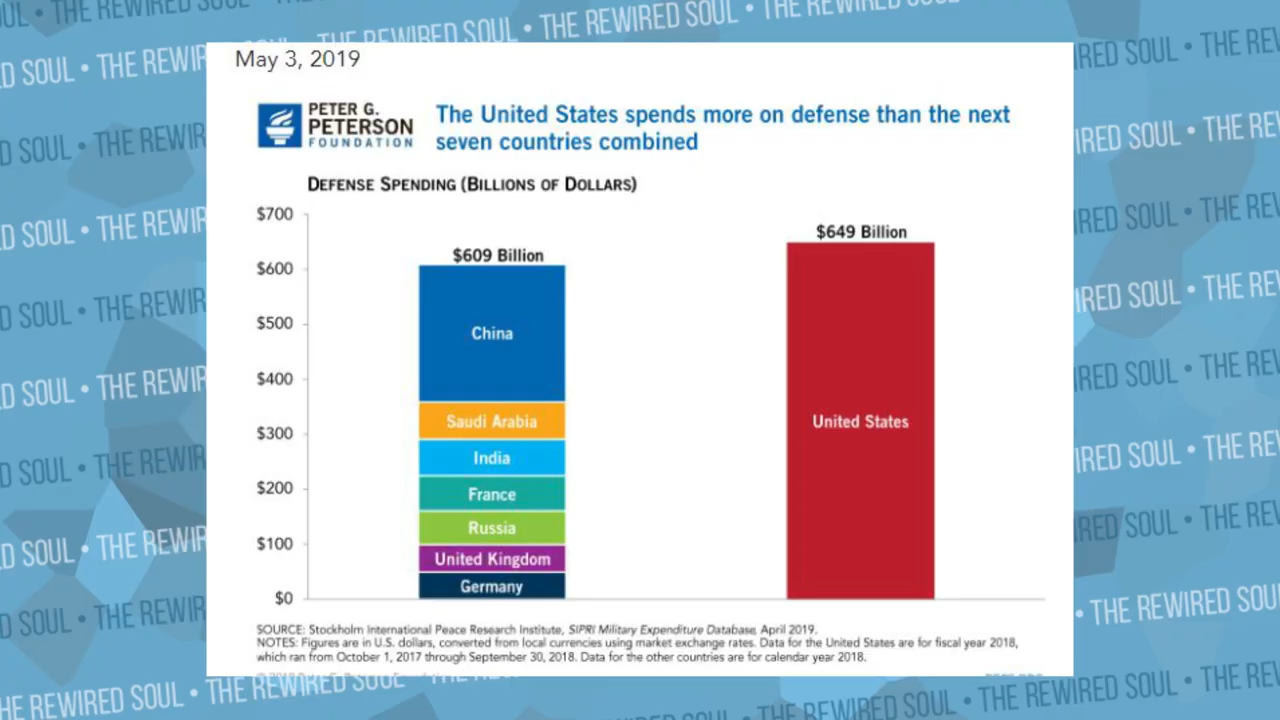 THE REWIRED SOUL • THE REWIRED SOUL
May 3, 2019
PETER G.
PETERSON
FOUNDATION
The United States spends more on defense than the next
seven countries combined
DEFENSE SPENDING (BILLIONS OF DOLLARS)
$700
$600
$500
$400
$300
$200
$100
$0
$609 Billion
China
Saudi Arabia
India
France
Russia
United Kingdom
Germany
$649 Billion
United States
SOURCE: Stockholm International Peace Research Institute, SIPRI Military Expenditure Database, April 2019.
NOTES: Figures are in U.S. dollars, converted from local currencies using market exchange rates. Data for the United States are for fiscal year 2018,
which ran from October 1, 2017 through September 30, 2018. Data for the other countries are for calendar year 2018.
THE REWIRED SOUL • THE REWIRED SOUL